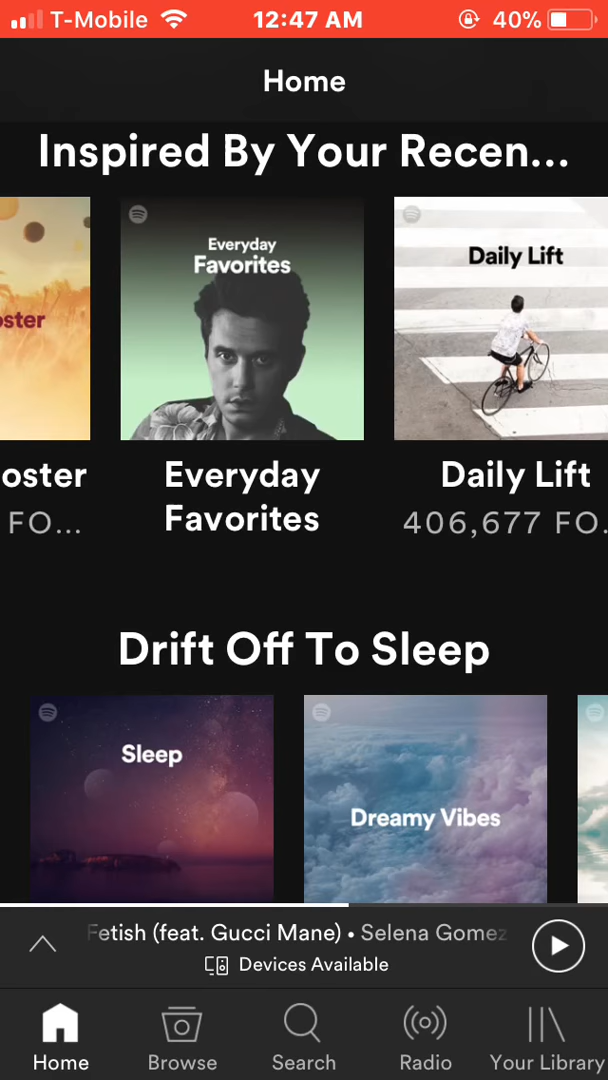 T-Mobile 12:47 AM 40%
Home
Inspired By Your Recen...
oster
Everyday
Favorites
Daily Lift
oster
FO...
Everyday
Favorites
Daily Lift
406,677 FO.
Drift Off To Sleep
Sleep
Dreamy Vibes
Fetish (feat. Gucci Mane) • Selena Gomez
Devices Available
Home Browse Search Radio Your Library